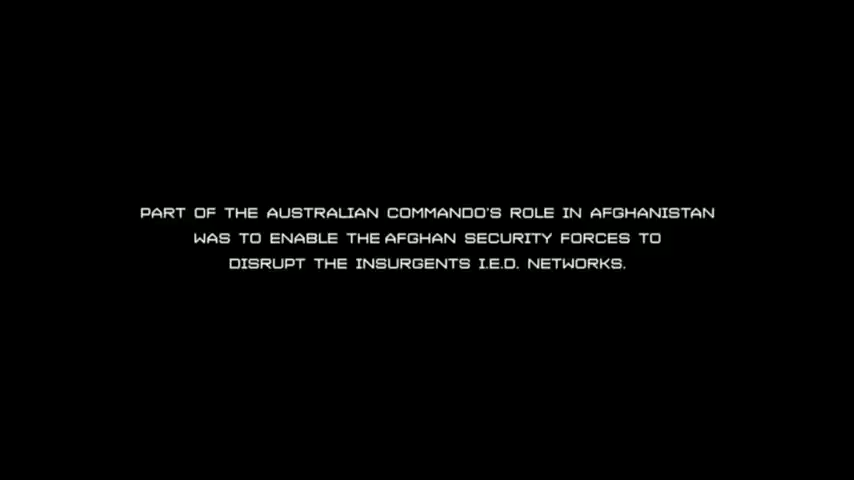 PART OF THE AUSTRALIAN COMMANDO'S ROLE IN AFGHANISTAN
WAS TO ENABLE THE AFGHAN SECURITY FORCES TO
DISRUPT THE INSURGENTS I.E.D. NETWORKS.